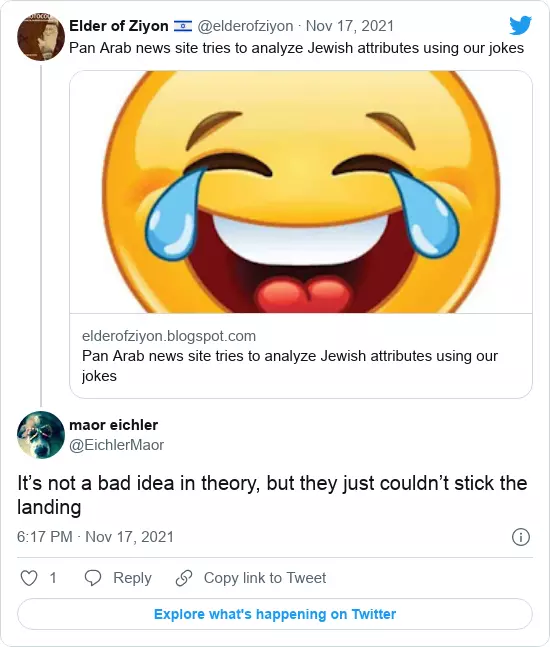 Elder of Ziyon 🇮🇱 @elderofziyon · Nov 17, 2021
Pan Arab news site tries to analyze Jewish attributes using our jokes
elderofziyon.blogspot.com
Pan Arab news site tries to analyze Jewish attributes using our
jokes
maor eichler
@EichlerMaor
It’s not a bad idea in theory, but they just couldn’t stick the
landing
6:17 PM · Nov 17, 2021
1 Reply Copy link to Tweet
Explore what's happening on Twitter